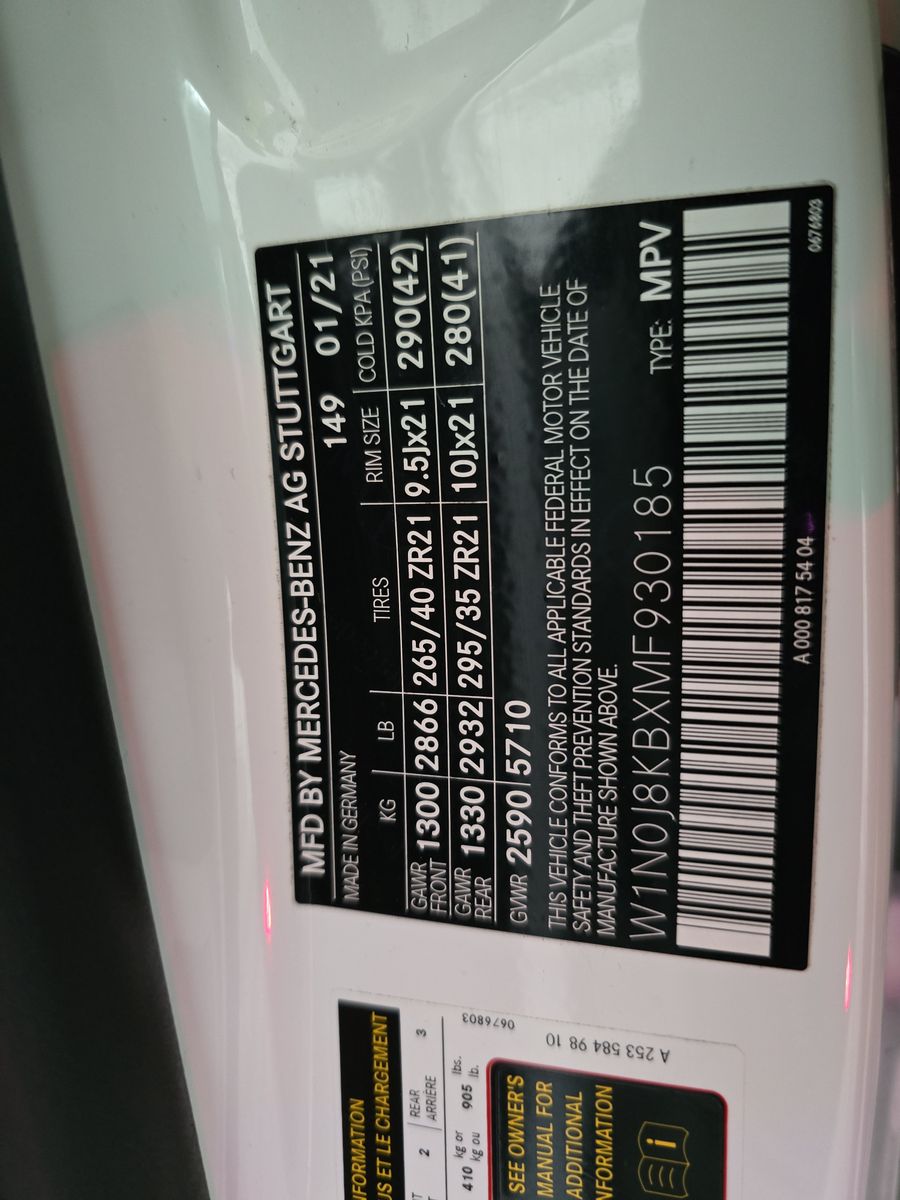 MFD BY MERCEDES-BENZ AG STUTTGART
MADE IN GERMANY 149 01/21
KG LB TIRES RIM SIZE COLD KPA(PSI)
GAWR FRONT 1300 2866 265/40 ZR21 9.5Jx21 290(42)
GAWR REAR 1330 2932 295/35 ZR21 10Jx21 280(41)
GVWR 2590 5710
THIS VEHICLE CONFORMS TO ALL APPLICABLE FEDERAL MOTOR VEHICLE
SAFETY AND THEFT PREVENTION STANDARDS IN EFFECT ON THE DATE OF
MANUFACTURE SHOWN ABOVE.
W1N0J8KBXMF930185 TYPE: MPV
A 000 817 54 04
0676803
US ET LE CHARGEMENT
2 REAR ARRIÈRE 3
410 kg or kg ou 905 lbs. lb.
0676803
SEE OWNER'S
MANUAL FOR
ADDITIONAL
A 253 584 98 10